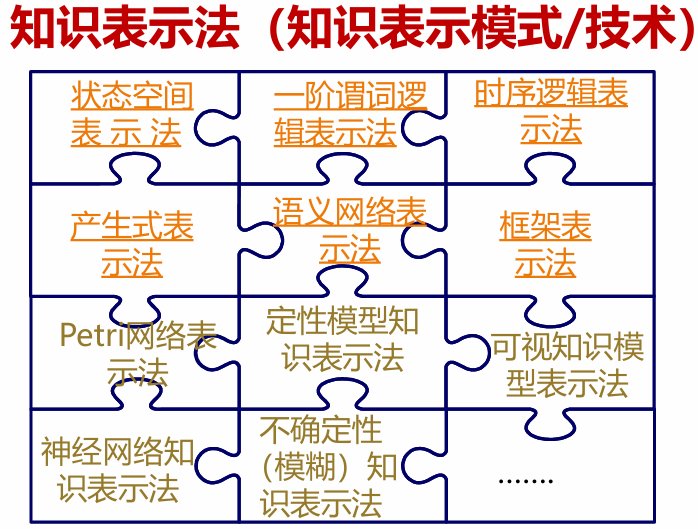 知识表示法（知识表示模式/技术）
状态空间
表 示 法
一阶谓词逻
辑表示法
时序逻辑表
示法
产生式表
示法
语义网络表
示法
框架表
示法
Petri网络表
示法
定性模型知
识表示法
可视知识模
型表示法
神经网络知
识表示法
不确定性
（模糊）知
识表示法
.......